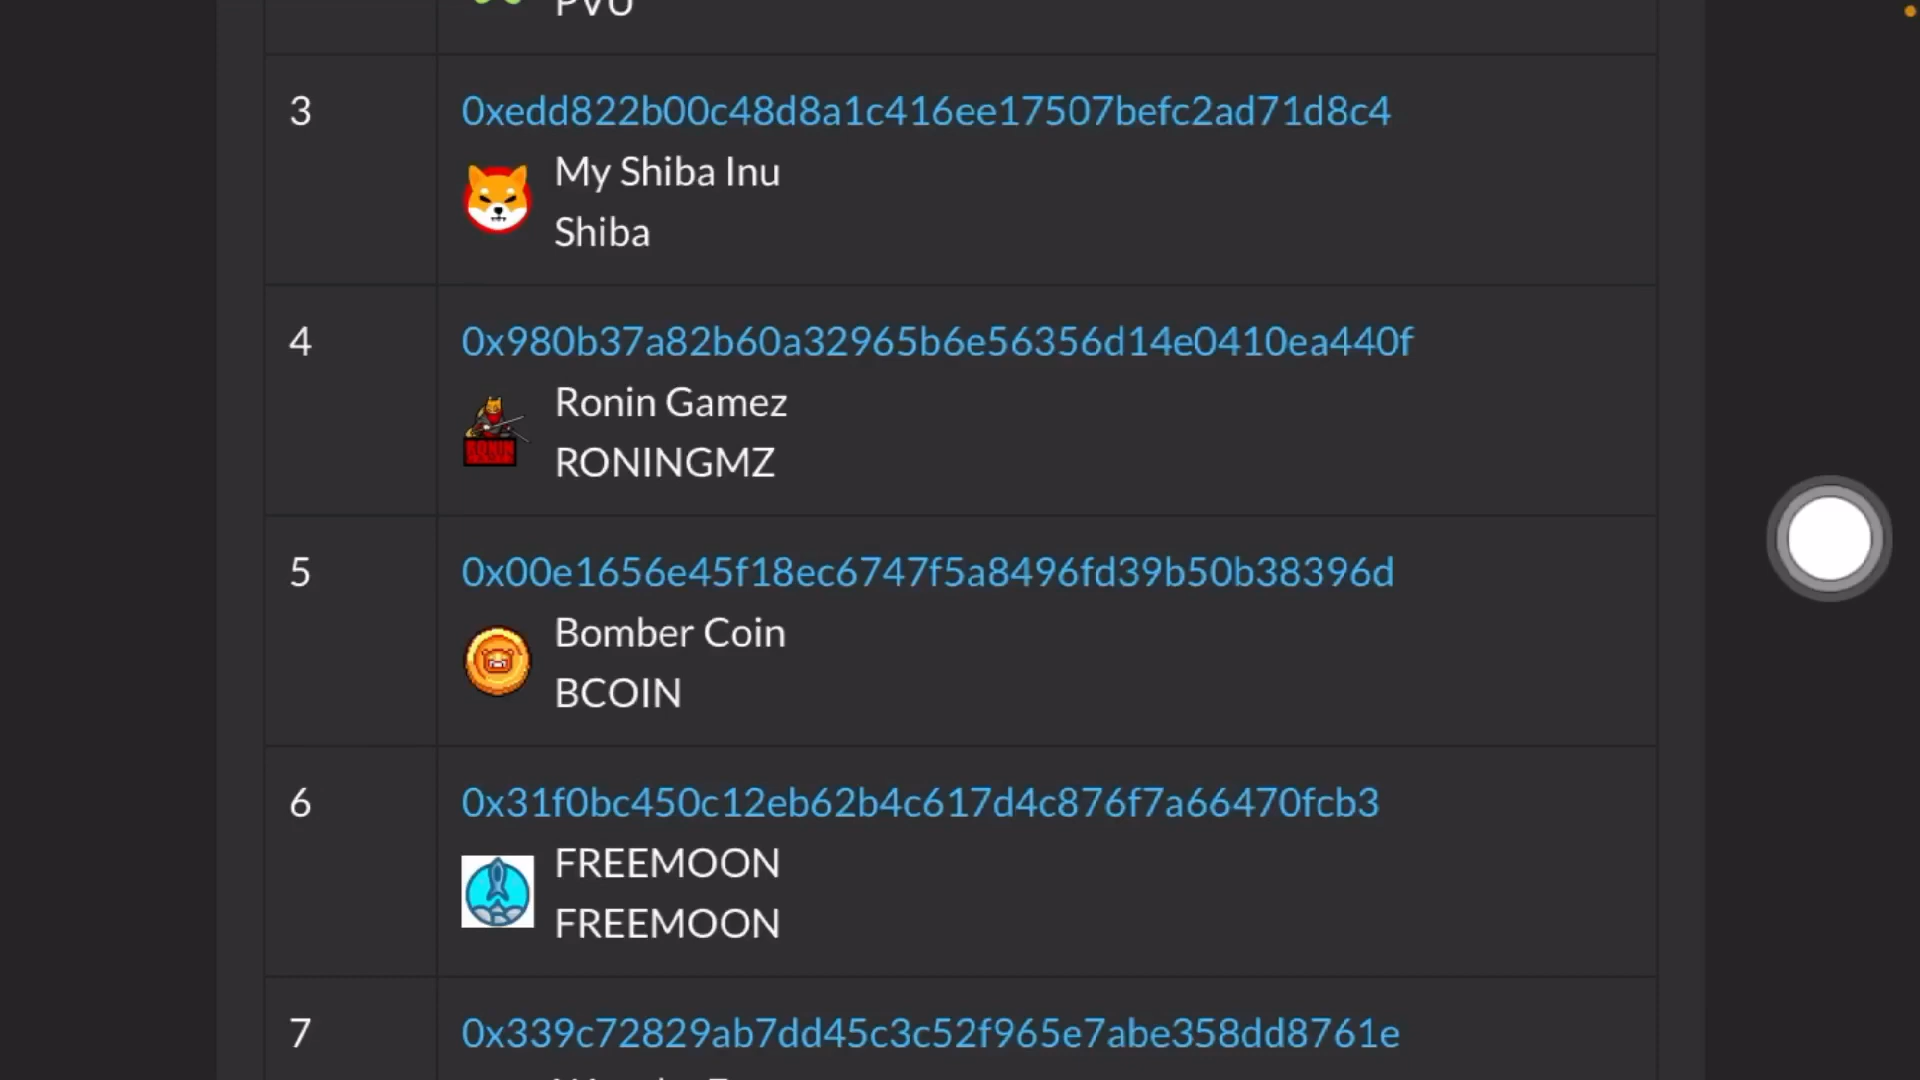 PVU
3
0xedd822b00c48d8a1c416ee17507befc2ad71d8c4
My Shiba Inu
Shiba
4
0x980b37a82b60a32965b6e56356d14e0410ea440f
Ronin Gamez
RONINGMZ
5
0x00e1656e45f18ec6747f5a8496fd39b50b38396d
Bomber Coin
BCOIN
6
0x31f0bc450c12eb62b4c617d4c876f7a66470fcb3
FREEMOON
FREEMOON
7
0x339c72829ab7dd45c3c52f965e7abe358dd8761e